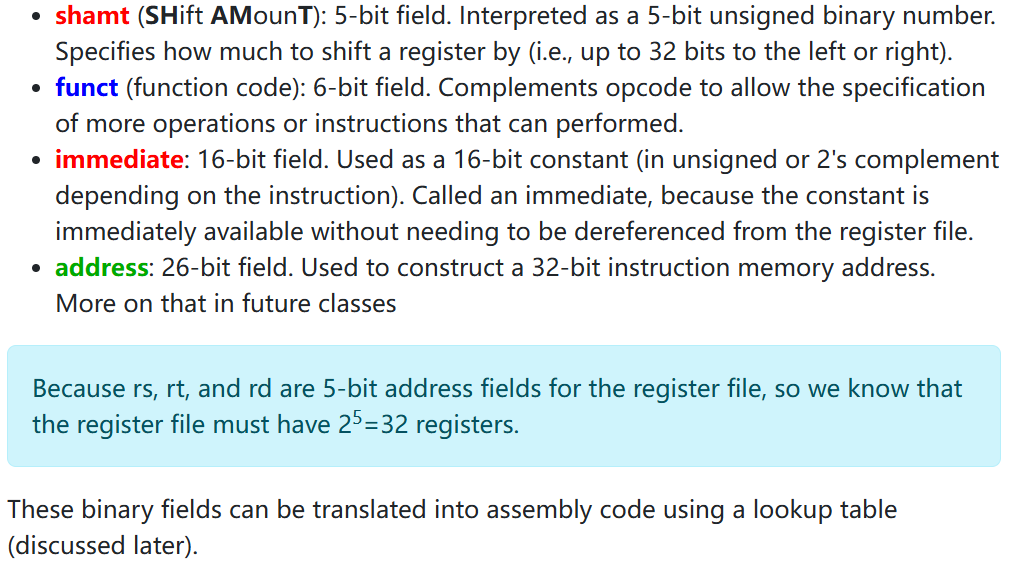 • shamt (SHift AMounT): 5-bit field. Interpreted as a 5-bit unsigned binary number.
Specifies how much to shift a register by (i.e., up to 32 bits to the left or right).
• funct (function code): 6-bit field. Complements opcode to allow the specification
of more operations or instructions that can performed.
• immediate: 16-bit field. Used as a 16-bit constant (in unsigned or 2's complement
depending on the instruction). Called an immediate, because the constant is
immediately available without needing to be dereferenced from the register file.
• address: 26-bit field. Used to construct a 32-bit instruction memory address.
More on that in future classes
Because rs, rt, and rd are 5-bit address fields for the register file, so we know that
the register file must have 2⁵=32 registers.
These binary fields can be translated into assembly code using a lookup table
(discussed later).